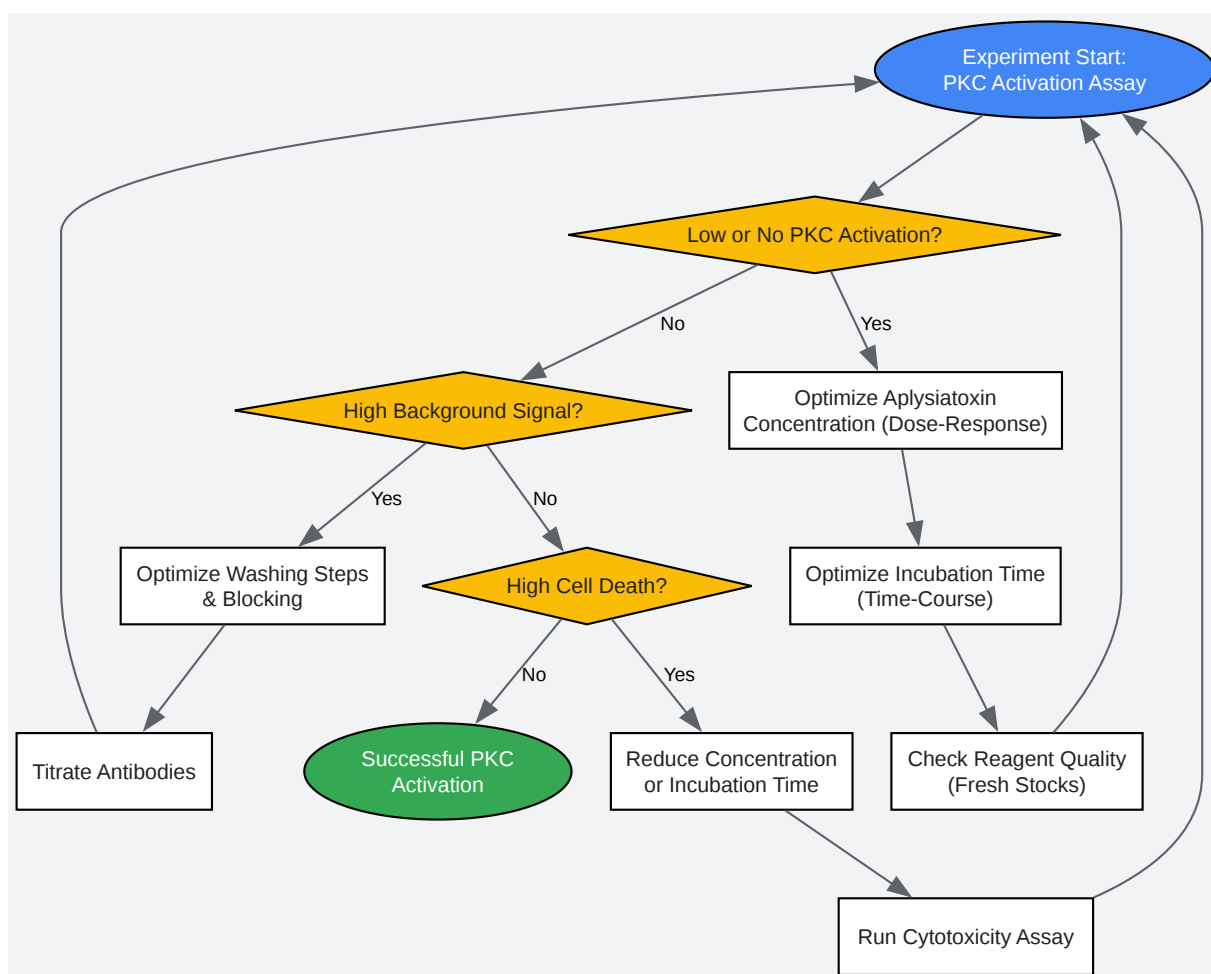 Experiment Start:
PKC Activation Assay
Low or No PKC Activation?
No
Yes
High Background Signal?
Optimize Aplysiatoxin
Concentration (Dose-Response)
Yes
No
Optimize Washing Steps
& Blocking
High Cell Death?
Optimize Incubation Time
(Time-Course)
No
Yes
Titrate Antibodies
Successful PKC
Activation
Reduce Concentration
or Incubation Time
Check Reagent Quality
(Fresh Stocks)
Run Cytotoxicity Assay